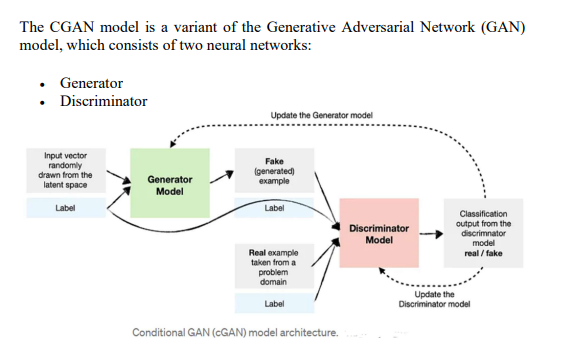 The CGAN model is a variant of the Generative Adversarial Network (GAN)
model, which consists of two neural networks:
• Generator
• Discriminator
Update the Generator model
Input vector
randomly
drawn from the
latent space
Label
Generator
Model
Fake
(generated)
example
Label
Real example
taken from a
problem
domain
Label
Discriminator
Model
Classification
output from the
discrimnator
model
real / fake
Update the
Discriminator model
Conditional GAN (cGAN) model architecture.